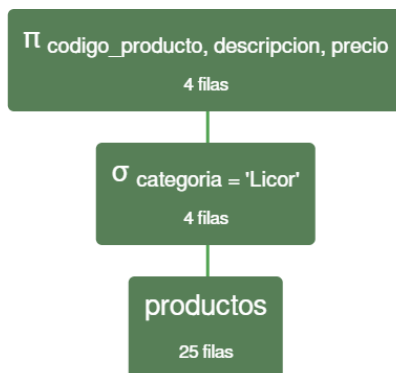 π codigo_producto, descripcion, precio
4 filas
σ categoria = 'Licor'
4 filas
productos
25 filas